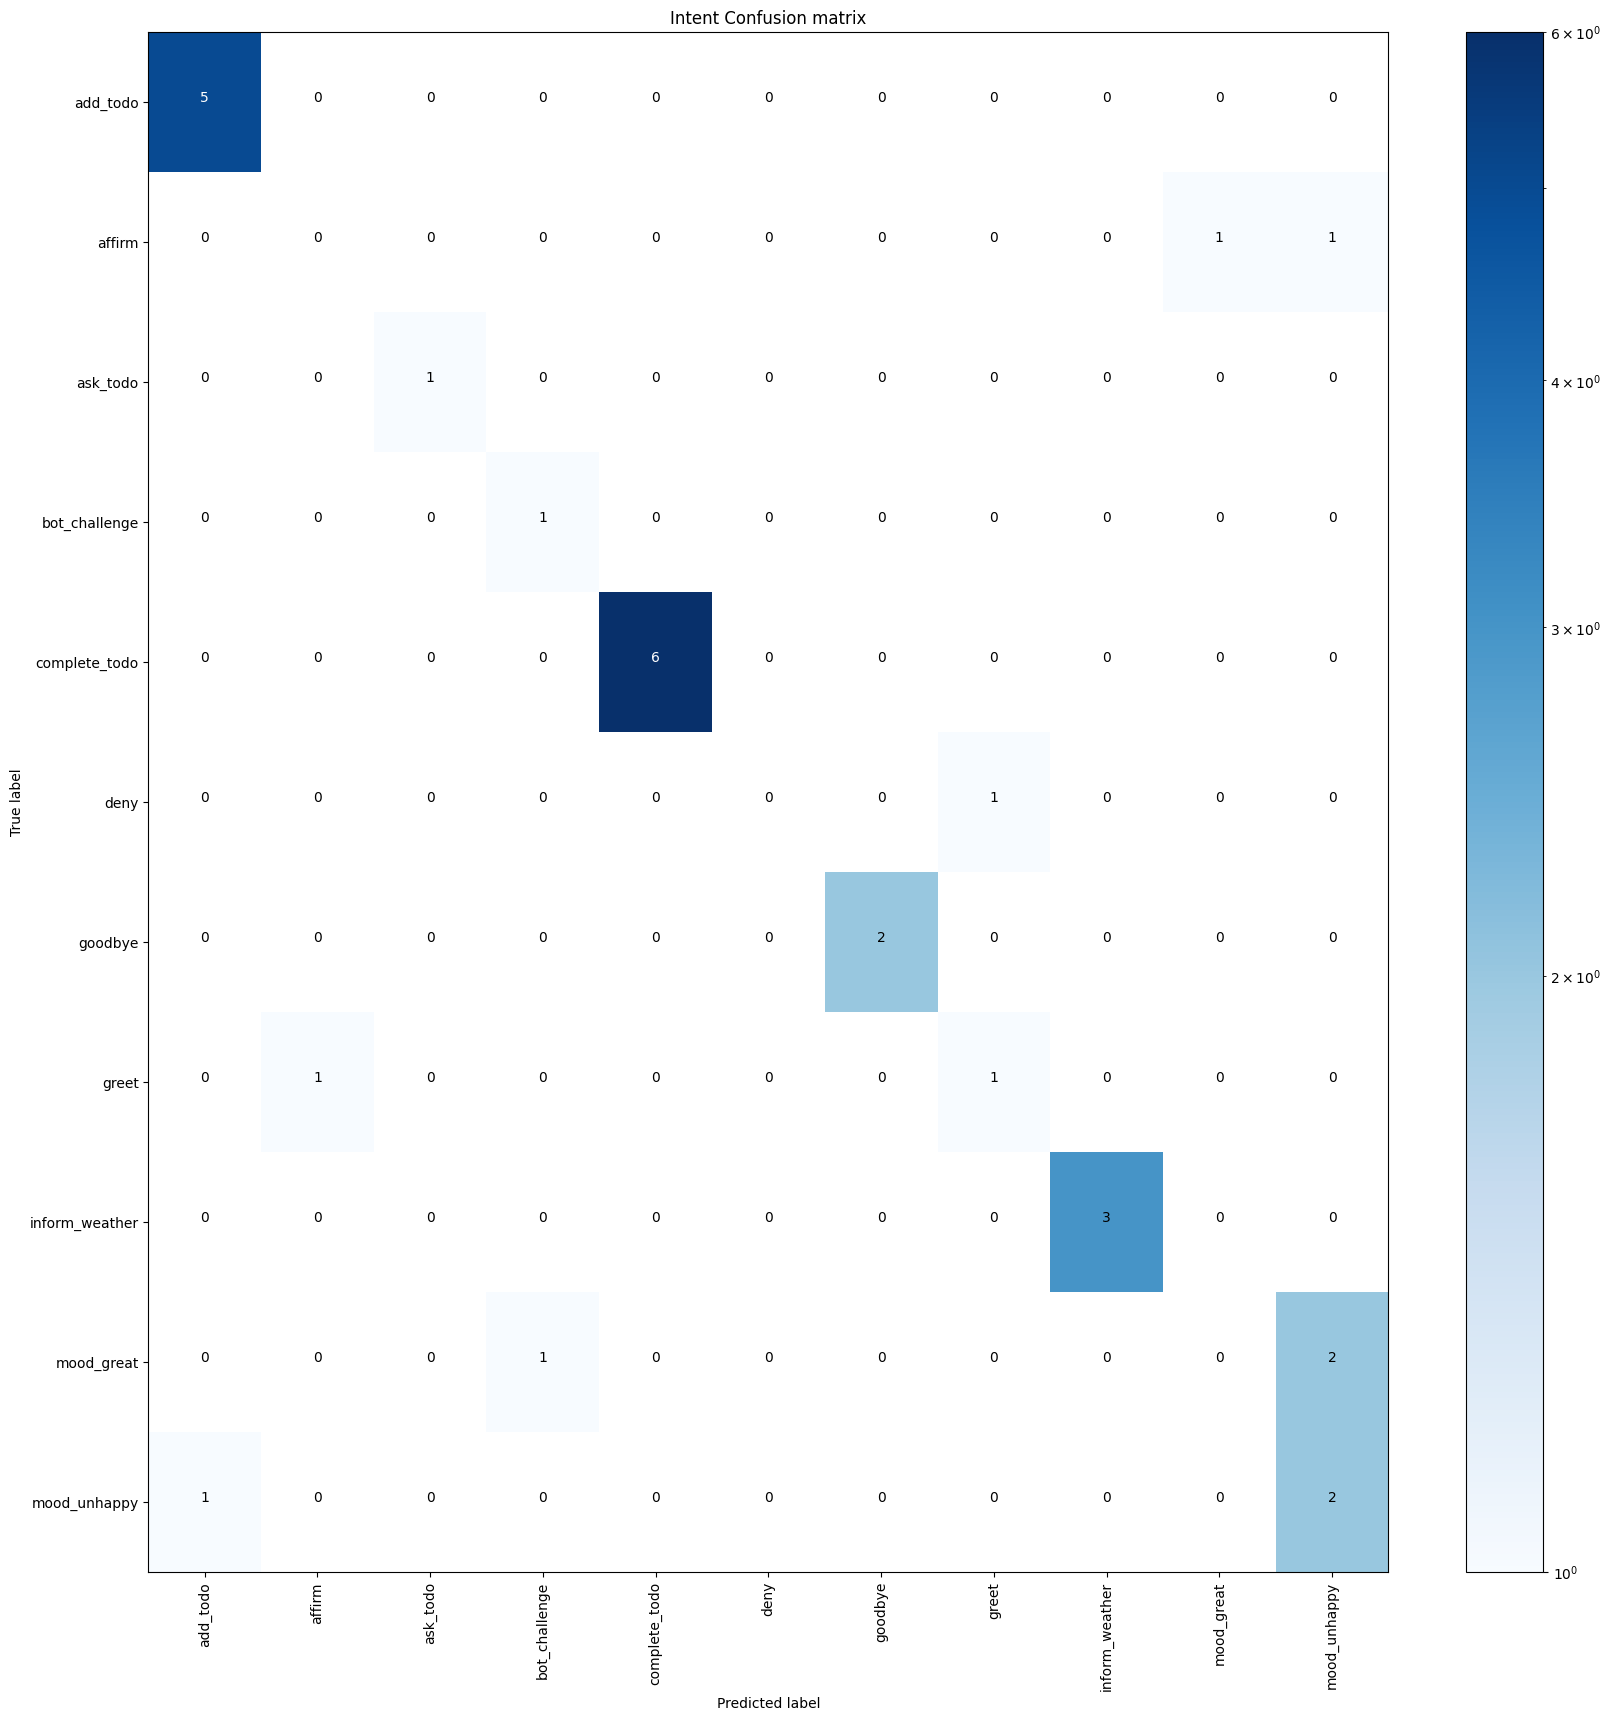 Intent Confusion matrix
add_todo 5 0 0 0 0 0 0 0 0 0 0
affirm 0 0 0 0 0 0 0 0 0 1 1
ask_todo 0 0 1 0 0 0 0 0 0 0 0
bot_challenge 0 0 0 1 0 0 0 0 0 0 0
complete_todo 0 0 0 0 6 0 0 0 0 0 0
deny 0 0 0 0 0 0 0 1 0 0 0
goodbye 0 0 0 0 0 0 2 0 0 0 0
greet 0 1 0 0 0 0 0 1 0 0 0
inform_weather 0 0 0 0 0 0 0 0 3 0 0
mood_great 0 0 0 1 0 0 0 0 0 0 2
mood_unhappy 1 0 0 0 0 0 0 0 0 0 2
True label
add_todo
affirm
ask_todo
bot_challenge
complete_todo
deny
goodbye
greet
inform_weather
mood_great
mood_unhappy
Predicted label
6 × 10⁰
4 × 10⁰
3 × 10⁰
2 × 10⁰
10⁰